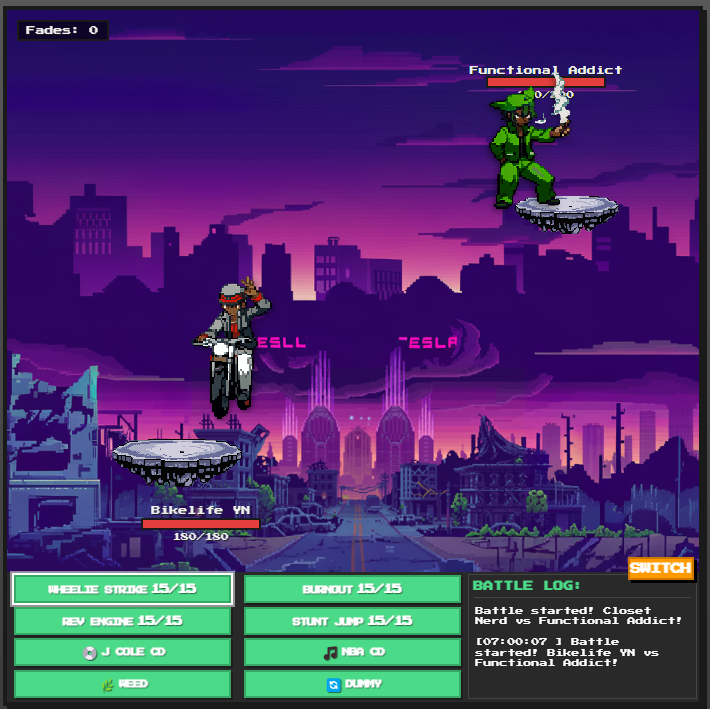 Fades: 0
Functional Addict
ESLL
ESLA
Bikelife YN
180/180
SWITCH
WHEELIE STRIKE 15/15
BURNOUT 15/15
REV ENGINE 15/15
STUNT JUMP 15/15
J COLE CD
NBA CD
WEED
DUMMY
BATTLE LOG:
Battle started! Closet
Nerd vs Functional Addict!
[07:00:07 ] Battle
started! Bikelife YN vs
Functional Addict!